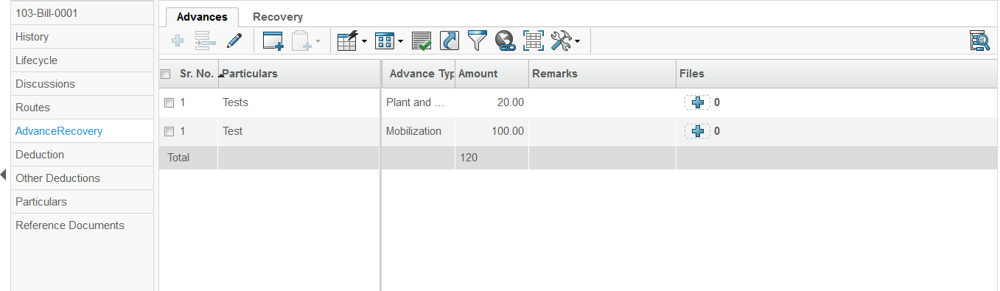 103-Bill-0001
History
Lifecycle
Discussions
Routes
AdvanceRecovery
Deduction
Other Deductions
Particulars
Reference Documents
Advances Recovery
Sr. No. Particulars Advance Typ Amount Remarks Files
1 Tests Plant and ... 20.00 0
1 Test Mobilization 100.00 0
Total 120